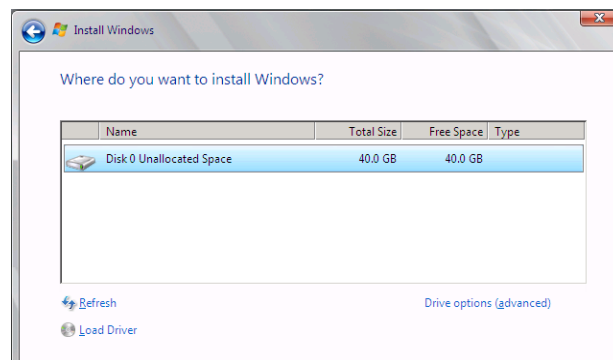 Install Windows
Where do you want to install Windows?
Name Total Size Free Space Type
Disk 0 Unallocated Space 40.0 GB 40.0 GB
Refresh Drive options (advanced)
Load Driver